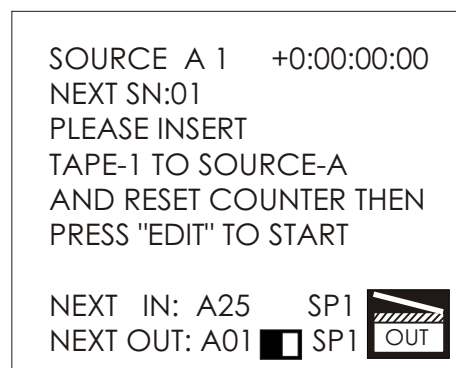 SOURCE A 1 +0:00:00:00
NEXT SN:01
PLEASE INSERT
TAPE-1 TO SOURCE-A
AND RESET COUNTER THEN
PRESS "EDIT" TO START
NEXT IN: A25 SP1
NEXT OUT: A01 SP1 OUT